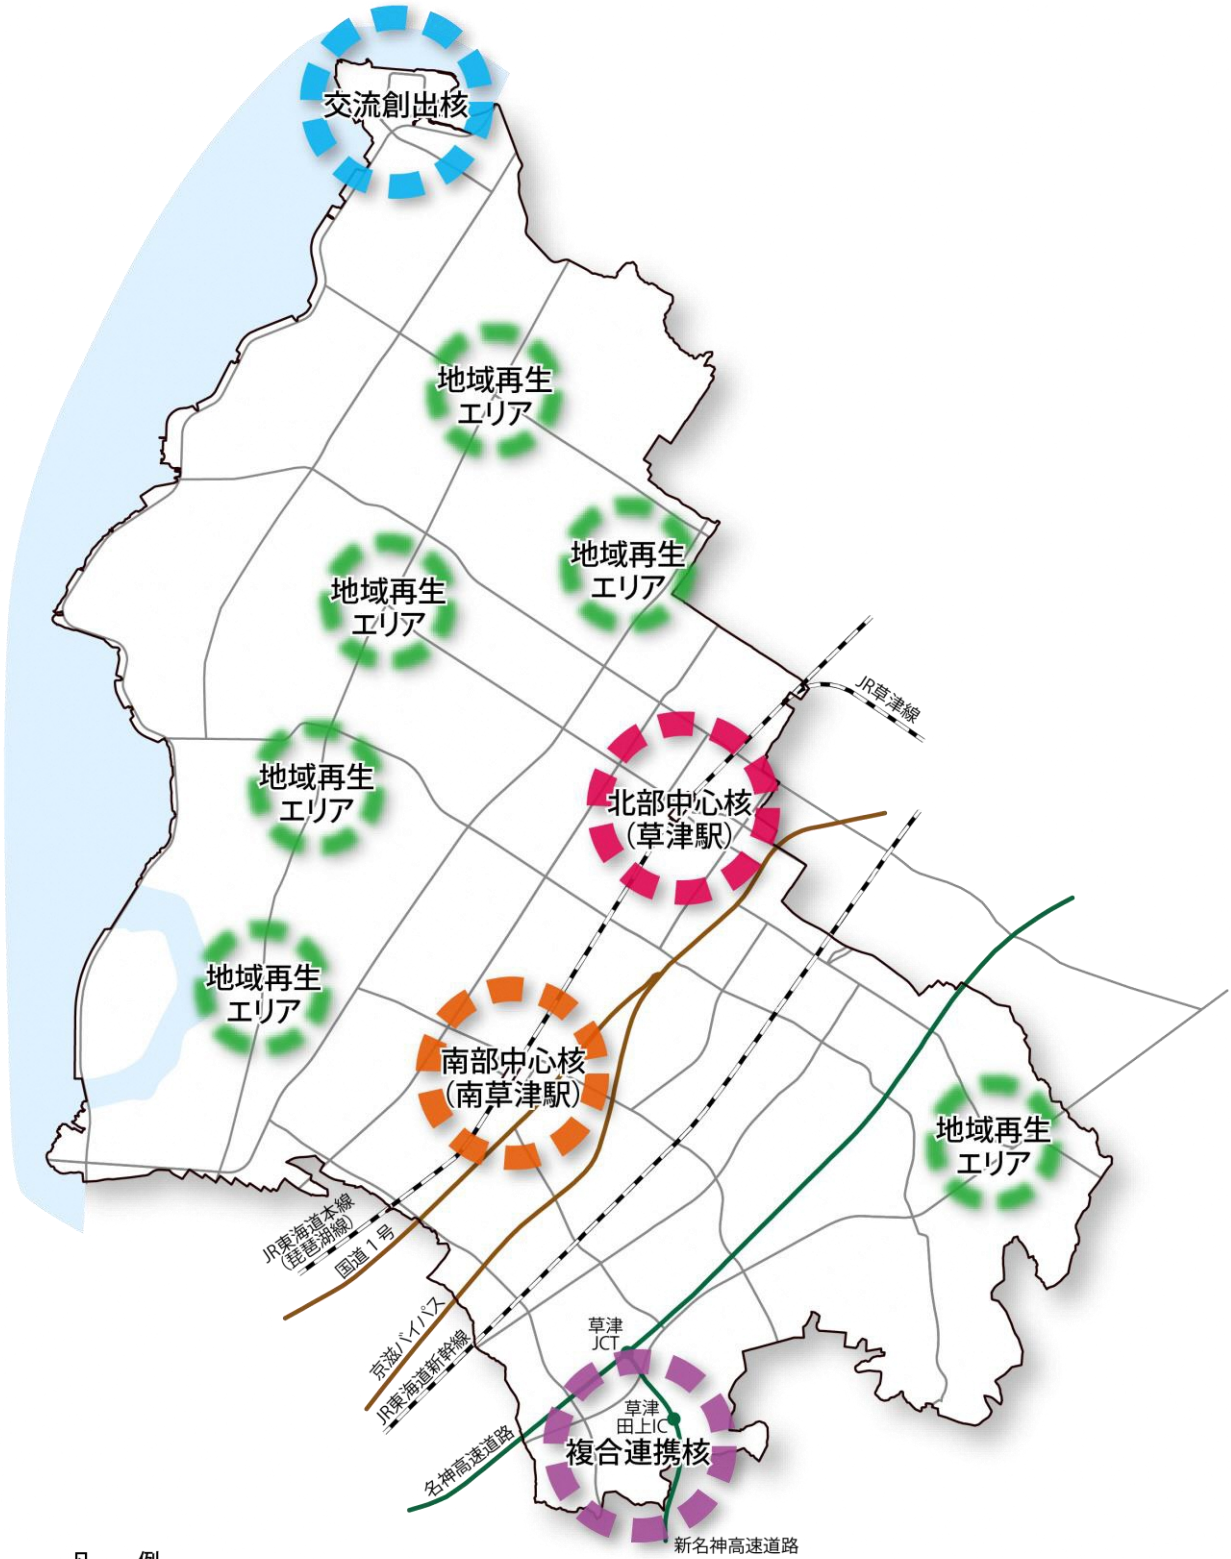 交流創出核
地域再生
エリア
地域再生
エリア
地域再生
エリア
JR草津線
地域再生
エリア
北部中心核
(草津駅)
地域再生
エリア
南部中心核
(南草津駅)
地域再生
エリア
JR東海道本線
(琵琶湖線)
国道1号
京滋バイパス
JR東海道新幹線
草津
JCT
草津
田上IC
複合連携核
名神高速道路
新名神高速道路
凡 例